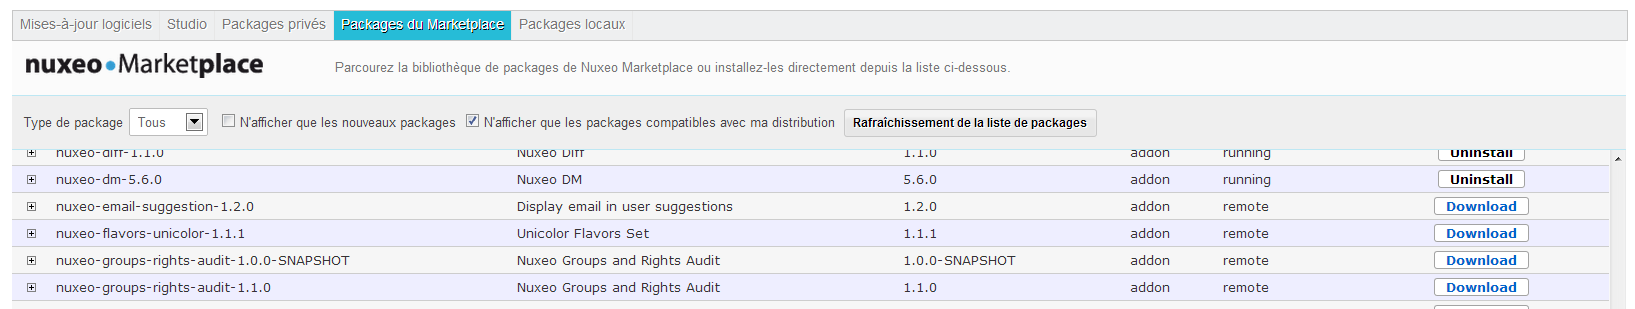 Mises-à-jour logiciels Studio Packages privés Packages du Marketplace Packages locaux
nuxeo Marketplace Parcourez la bibliothèque de packages de Nuxeo Marketplace ou installez-les directement depuis la liste ci-dessous.
Type de package Tous N'afficher que les nouveaux packages N'afficher que les packages compatibles avec ma distribution Rafraîchissement de la liste de packages
nuxeo-diff-1.1.0 Nuxeo Diff 1.1.0 addon running Uninstall
nuxeo-dm-5.6.0 Nuxeo DM 5.6.0 addon running Uninstall
nuxeo-email-suggestion-1.2.0 Display email in user suggestions 1.2.0 addon remote Download
nuxeo-flavors-unicolor-1.1.1 Unicolor Flavors Set 1.1.1 addon remote Download
nuxeo-groups-rights-audit-1.0.0-SNAPSHOT Nuxeo Groups and Rights Audit 1.0.0-SNAPSHOT addon remote Download
nuxeo-groups-rights-audit-1.1.0 Nuxeo Groups and Rights Audit 1.1.0 addon remote Download